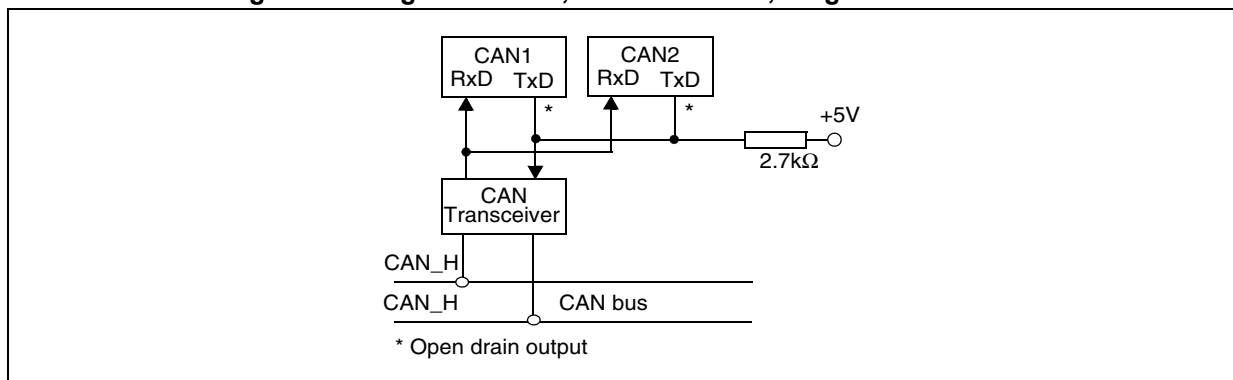 CAN1
RxD TxD
*
CAN2
RxD TxD
*
+5V
2.7kΩ
CAN
Transceiver
CAN_H
CAN_H
CAN bus
* Open drain output